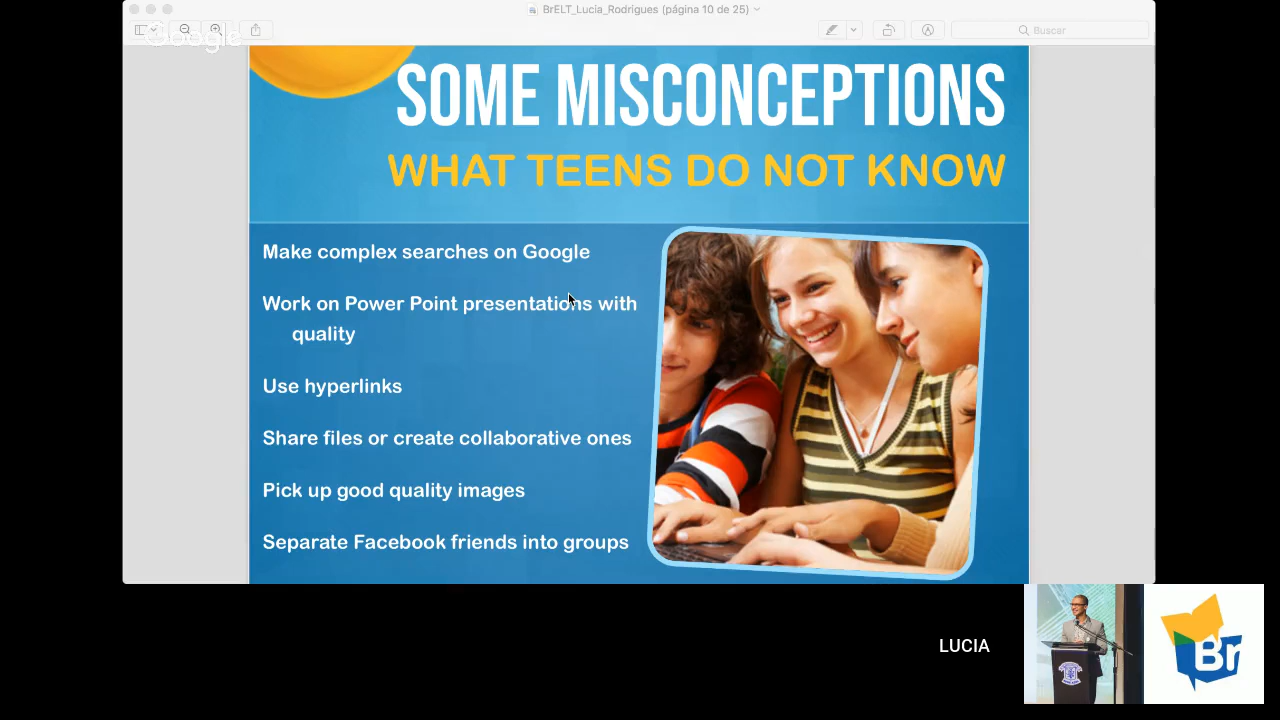 BrELT_Lucia_Rodrigues (página 10 de 25)
Google
Buscar
SOME MISCONCEPTIONS
WHAT TEENS DO NOT KNOW
Make complex searches on Google
Work on Power Point presentations with
quality
Use hyperlinks
Share files or create collaborative ones
Pick up good quality images
Separate Facebook friends into groups
LUCIA
Br